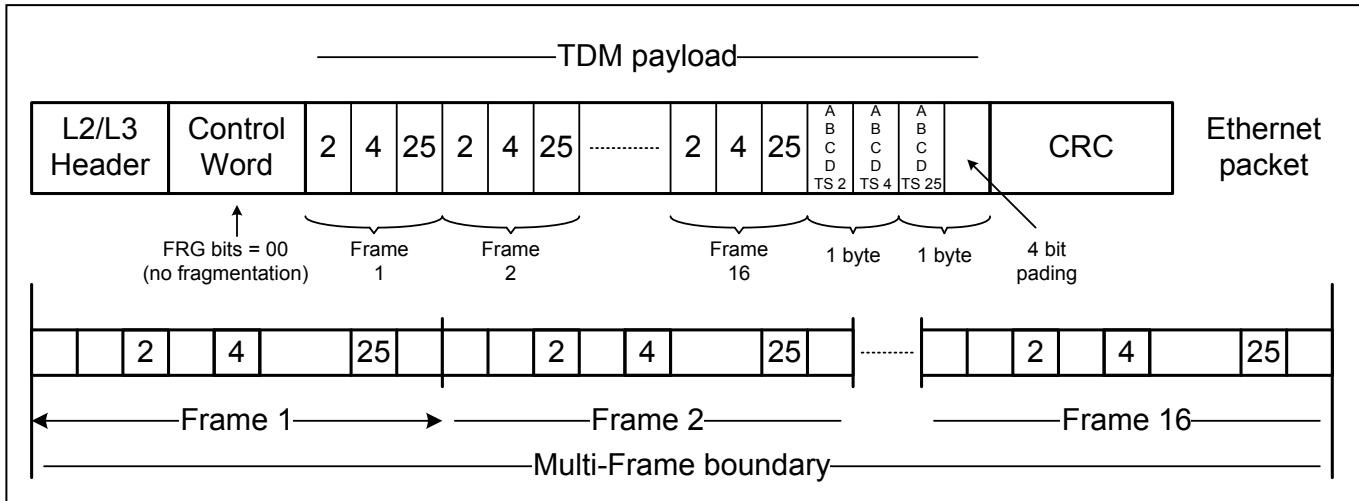 TDM payload
L2/L3 Header
Control Word
2 4 25 2 4 25 2 4 25
A B C D TS 2
A B C D TS 4
A B C D TS 25
CRC
Ethernet packet
FRG bits = 00
(no fragmentation)
Frame 1
Frame 2
Frame 16
1 byte
1 byte
4 bit pading
2 4 25 2 4 25 2 4 25
Frame 1
Frame 2
Frame 16
Multi-Frame boundary